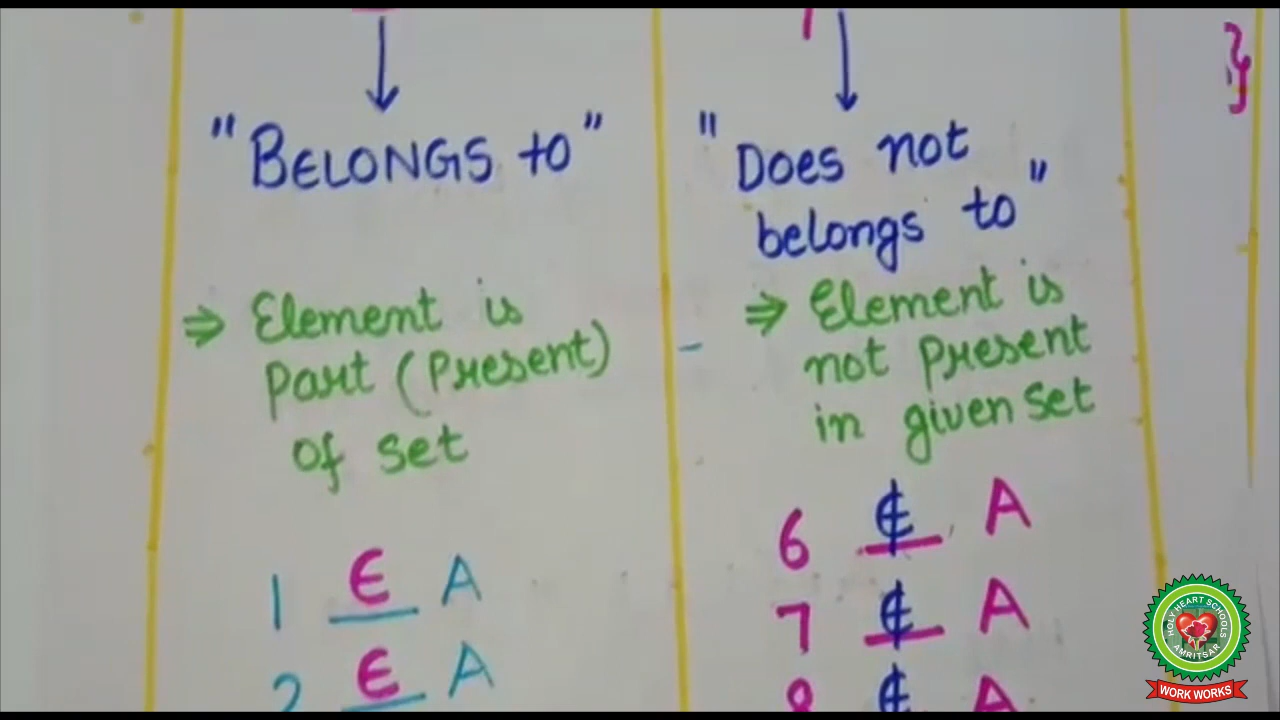 }
"BELONGS to"
⇒ Element is
part (Present)
of set
1 ∈ A
2 ∈ A
"Does not
belongs to"
⇒ Element is
not present
in given set
6 ∉ A
7 ∉ A
8 ∉ A
HOLY HEART SCHOOLS
AMRITSAR
WORK WORKS